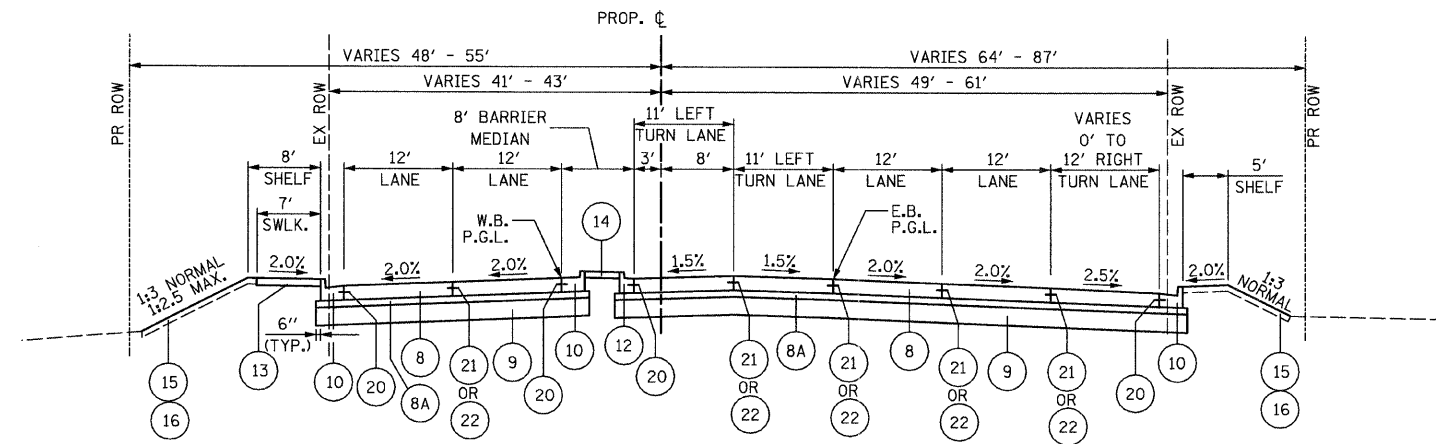 PROP. ℄
VARIES 48' - 55'
VARIES 64' - 87'
VARIES 41' - 43'
VARIES 49' - 61'
PR ROW
EX ROW
EX ROW
PR ROW
8' BARRIER
MEDIAN
11' LEFT
TURN LANE
VARIES
0' TO
12' RIGHT
TURN LANE
8'
SHELF
12'
LANE
12'
LANE
3'
8'
11' LEFT
TURN LANE
12'
LANE
12'
LANE
5'
SHELF
7'
SWLK.
W.B.
P.G.L.
14
E.B.
P.G.L.
1:3 NORMAL
1:2.5 MAX.
2.0%
2.0%
2.0%
1.5%
1.5%
2.0%
2.0%
2.5%
2.0%
1:3
NORMAL
6''
(TYP.)
15
16
13
10
20
8
8A
21
OR
22
9
20
10
12
20
21
OR
22
8A
21
OR
22
8
21
OR
22
9
21
OR
22
20
10
15
16